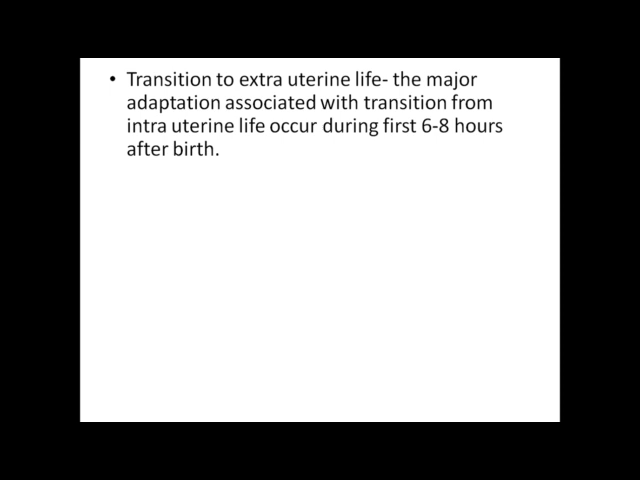 • Transition to extra uterine life- the major
adaptation associated with transition from
intra uterine life occur during first 6-8 hours
after birth.